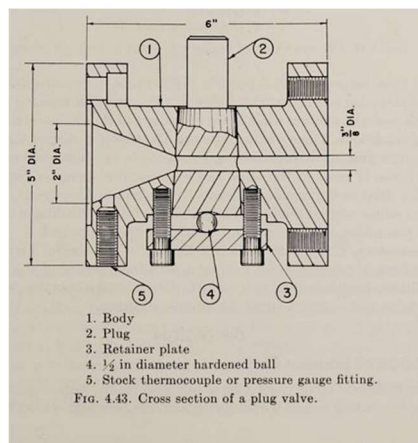 6"
1
2
5" DIA.
2" DIA.
3/8" DIA.
5
4
3
1. Body
2. Plug
3. Retainer plate
4. ½ in diameter hardened ball
5. Stock thermocouple or pressure gauge fitting.
FIG. 4.43. Cross section of a plug valve.